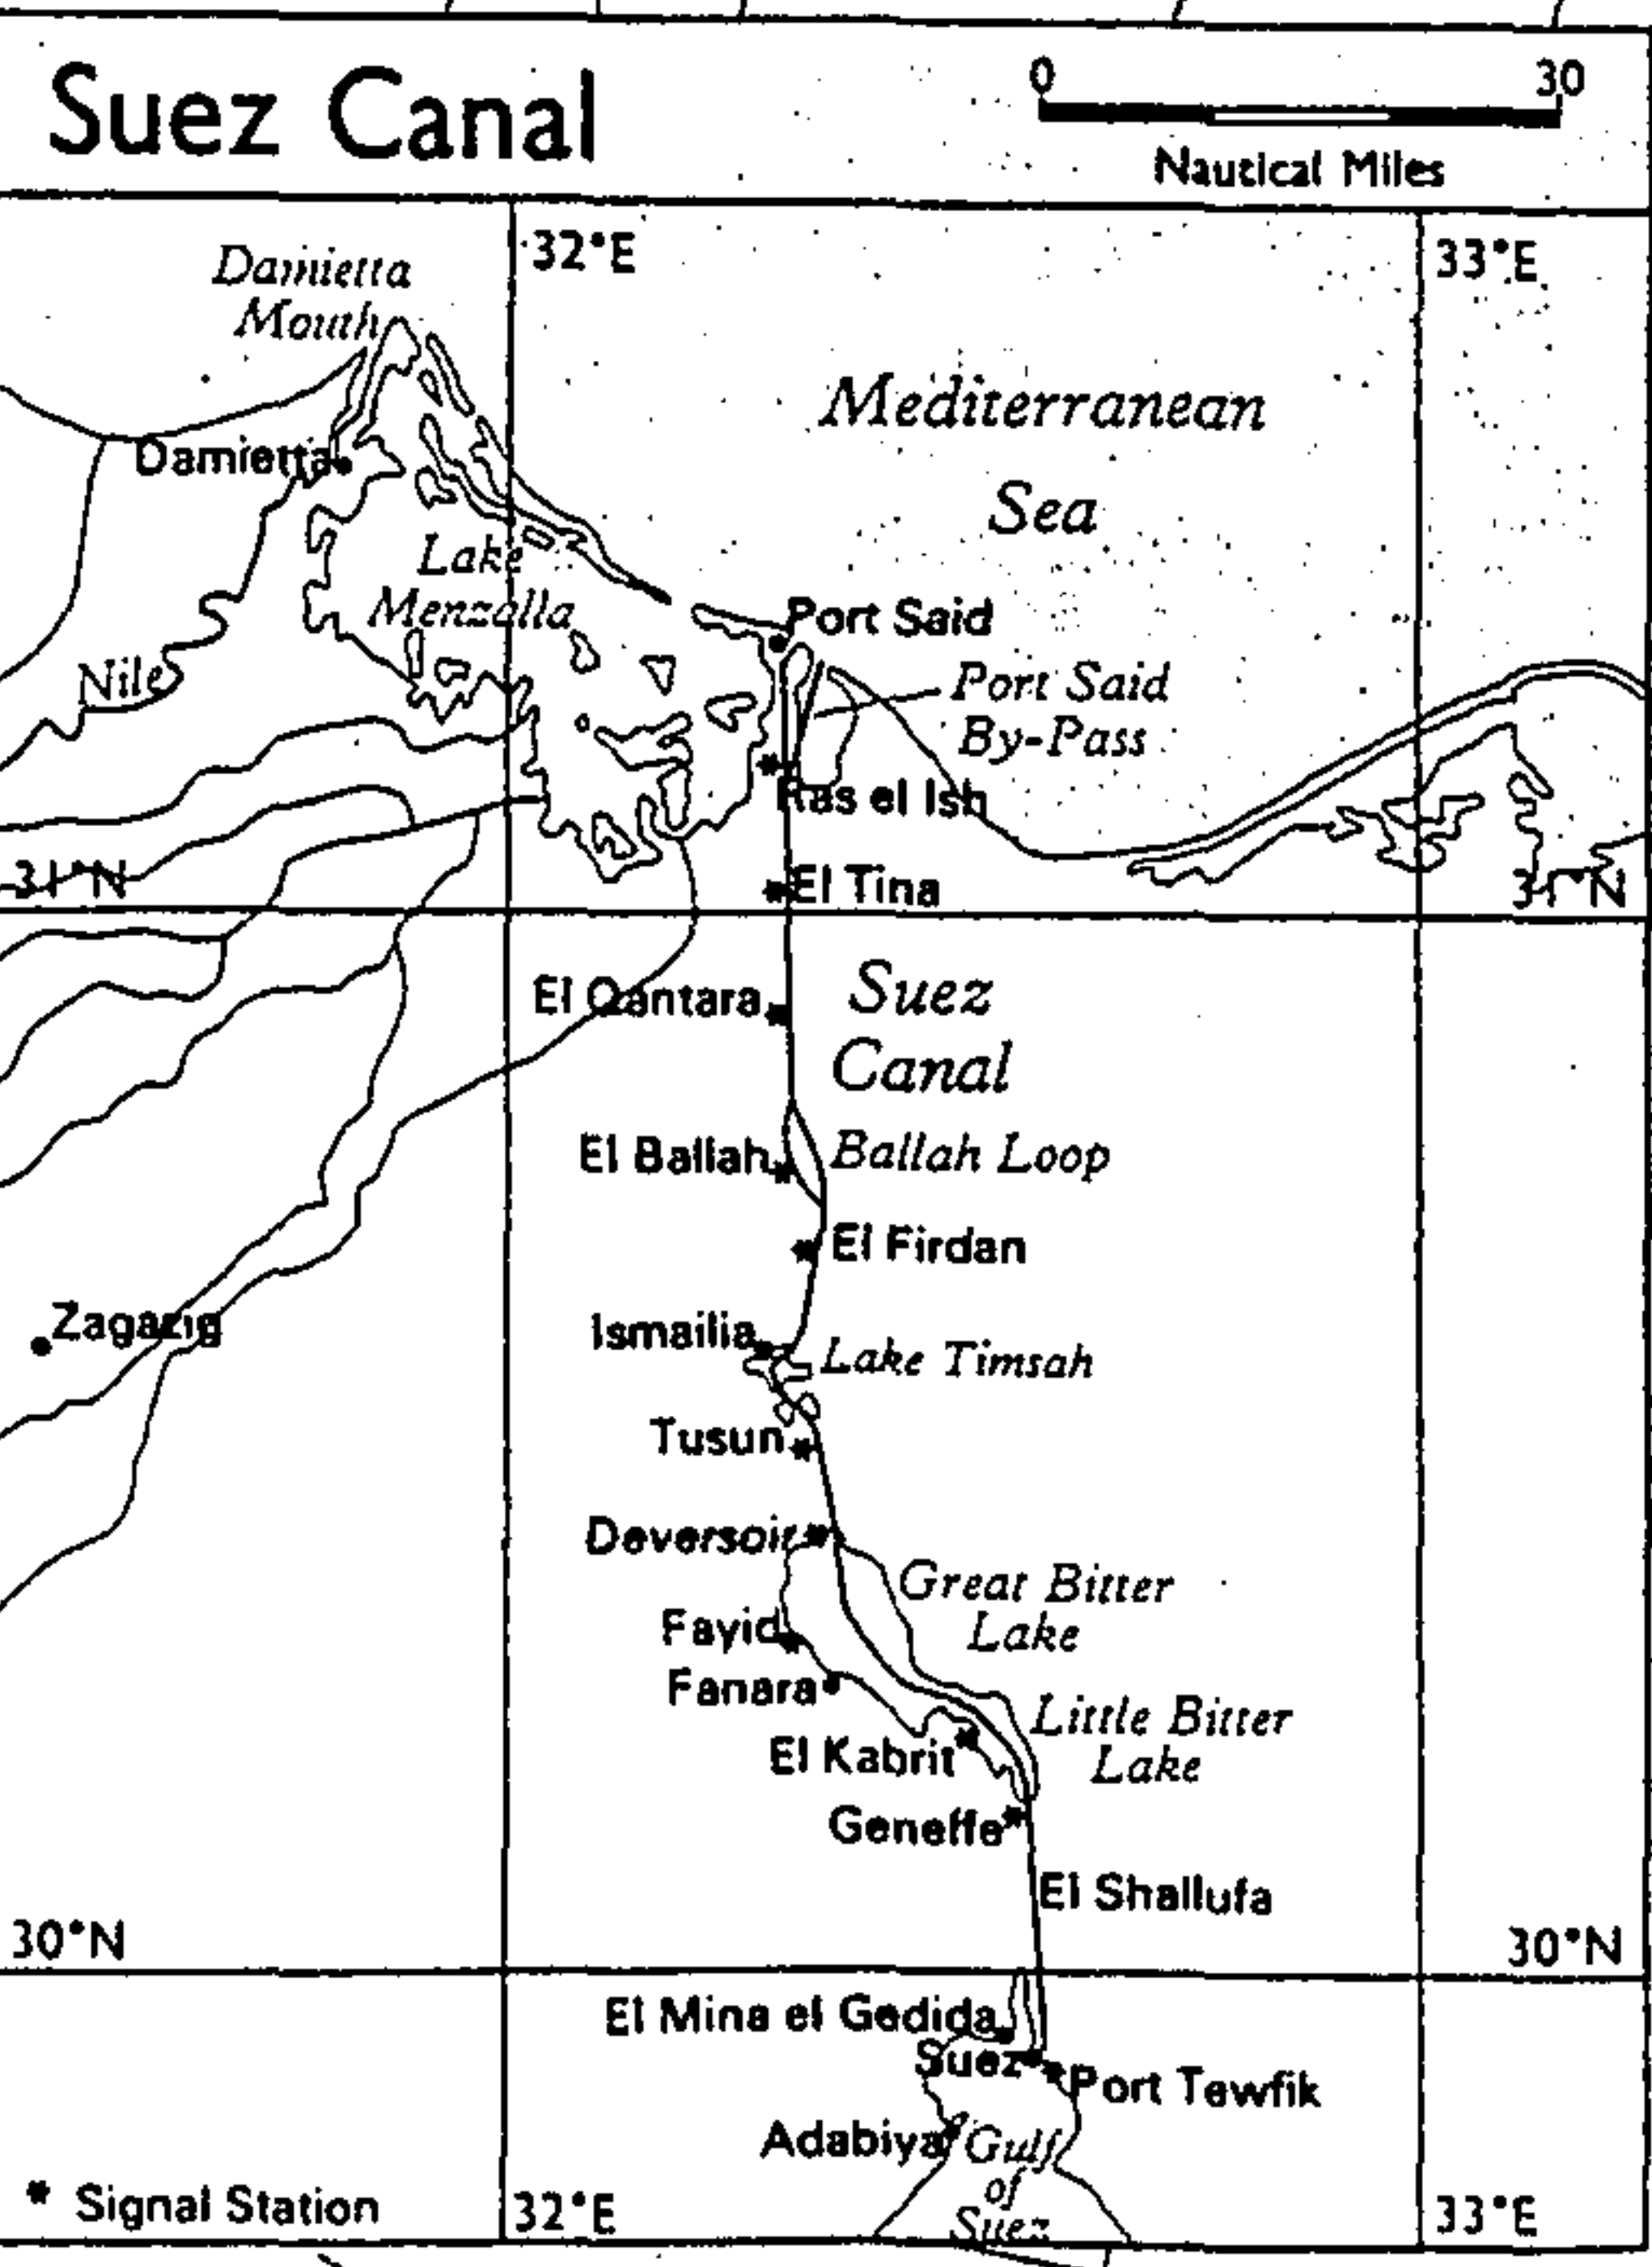 Suez Canal
0 30
Nautical Miles
32°E
33°E
Damietta
Mouth
Mediterranean
Sea
Damietta
Lake
Menzalla
Port Said
Nile
Port Said
By-Pass
Ras el Ish
31°N
31°N
El Tina
El Qantara
Suez
Canal
El Ballah
Ballah Loop
El Firdan
Zagazig
Ismailia
Lake Timsah
Tusun
Deversoir
Great Bitter
Lake
Fayid
Fanara
Little Bitter
Lake
El Kabrit
Geneffe
El Shallufa
30°N
30°N
El Mina el Gedida
Suez
Port Tewfik
Adabiya
Gulf
of
Suez
* Signal Station
32°E
33°E